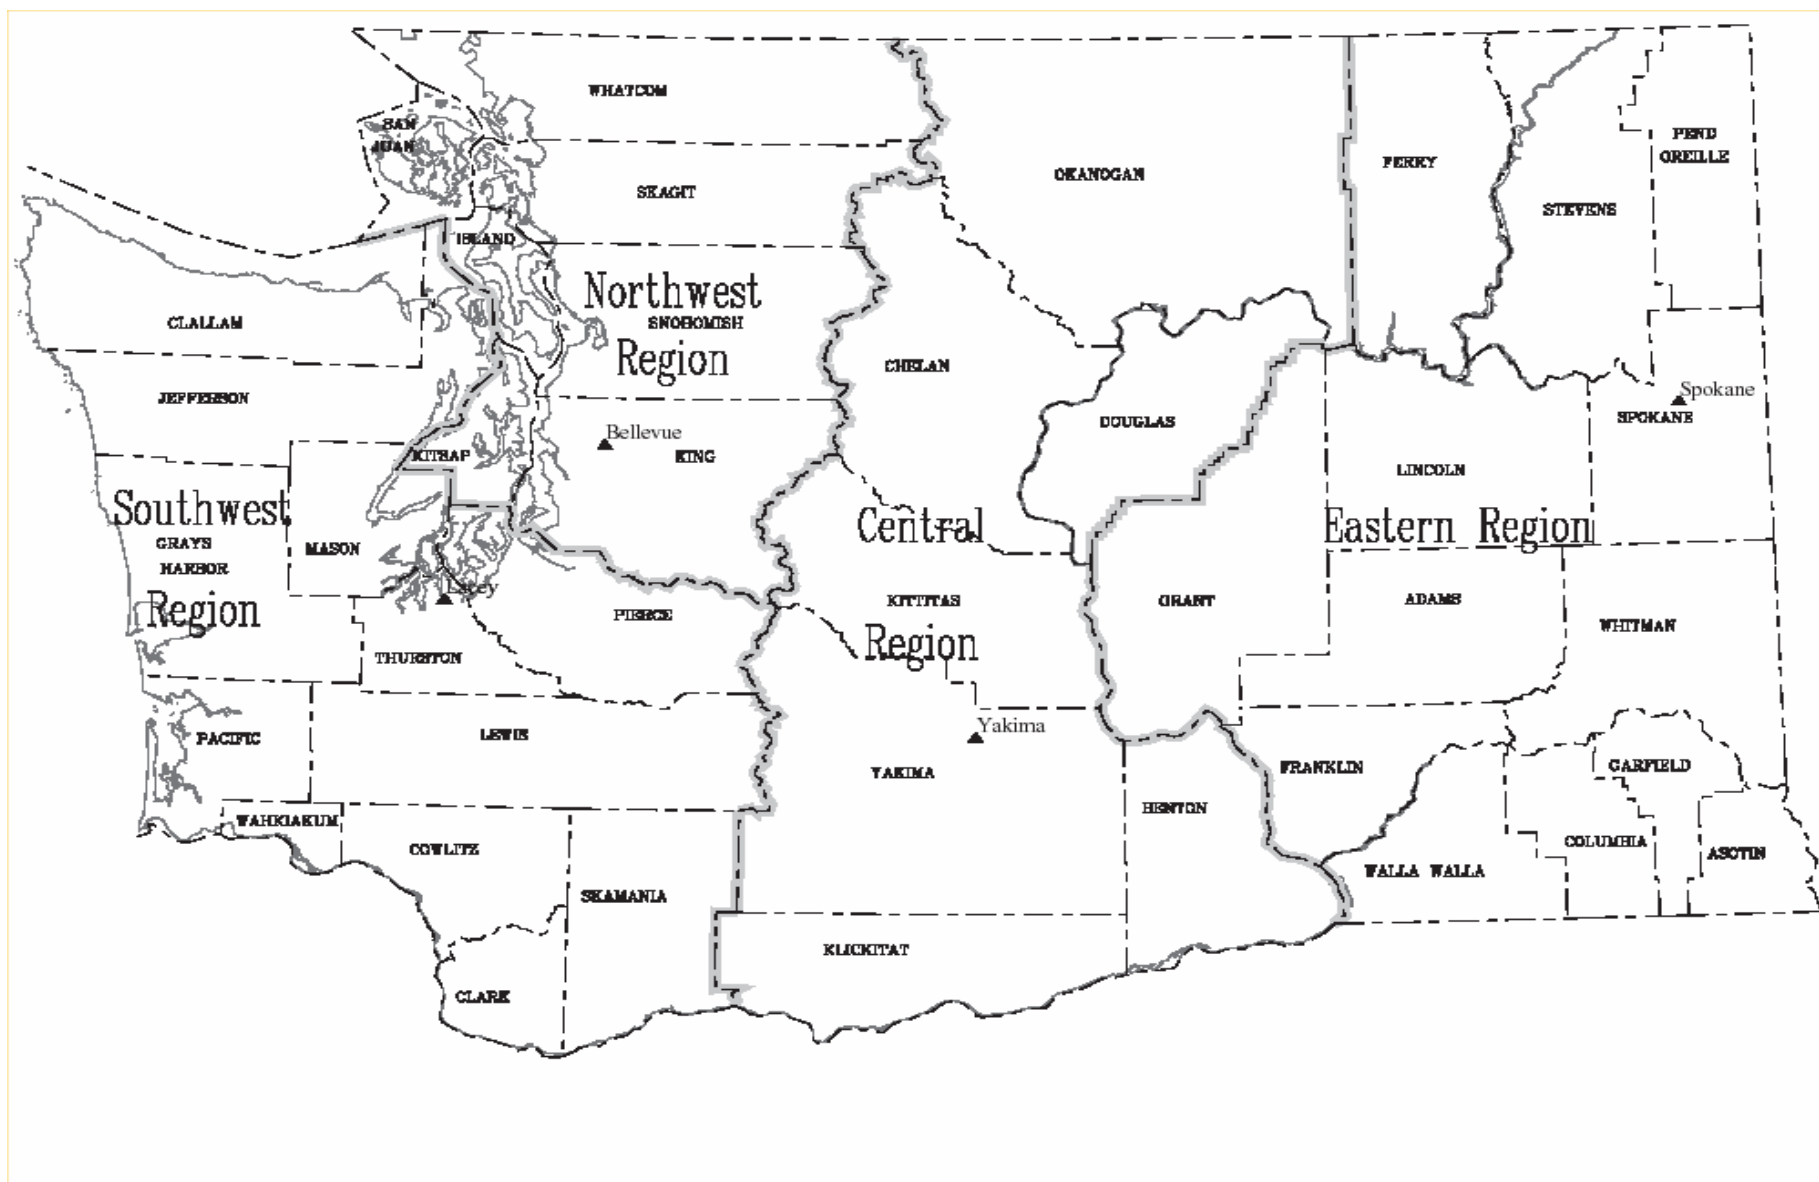 WHATCOM
SAN
JUAN
PEND
OREILLE
FERRY
OKANOGAN
SKAGIT
STEVENS
ISLAND
Northwest
SNOHOMISH
Region
CLALLAM
CHELAN
JEFFERSON
Spokane
SPOKANE
DOUGLAS
Bellevue
KING
KITSAP
LINCOLN
Southwest
GRAYS
HARBOR
Region
MASON
Central
Eastern Region
Lacey
PIERCE
KITTITAS
Region
GRANT
ADAMS
WHITMAN
THURSTON
Yakima
YAKIMA
PACIFIC
LEWIS
FRANKLIN
GARFIELD
HENTON
WAHKIAKUM
COWLITZ
COLUMBIA
ASOTIN
WALLA WALLA
SKAMANIA
KLICKITAT
CLARK